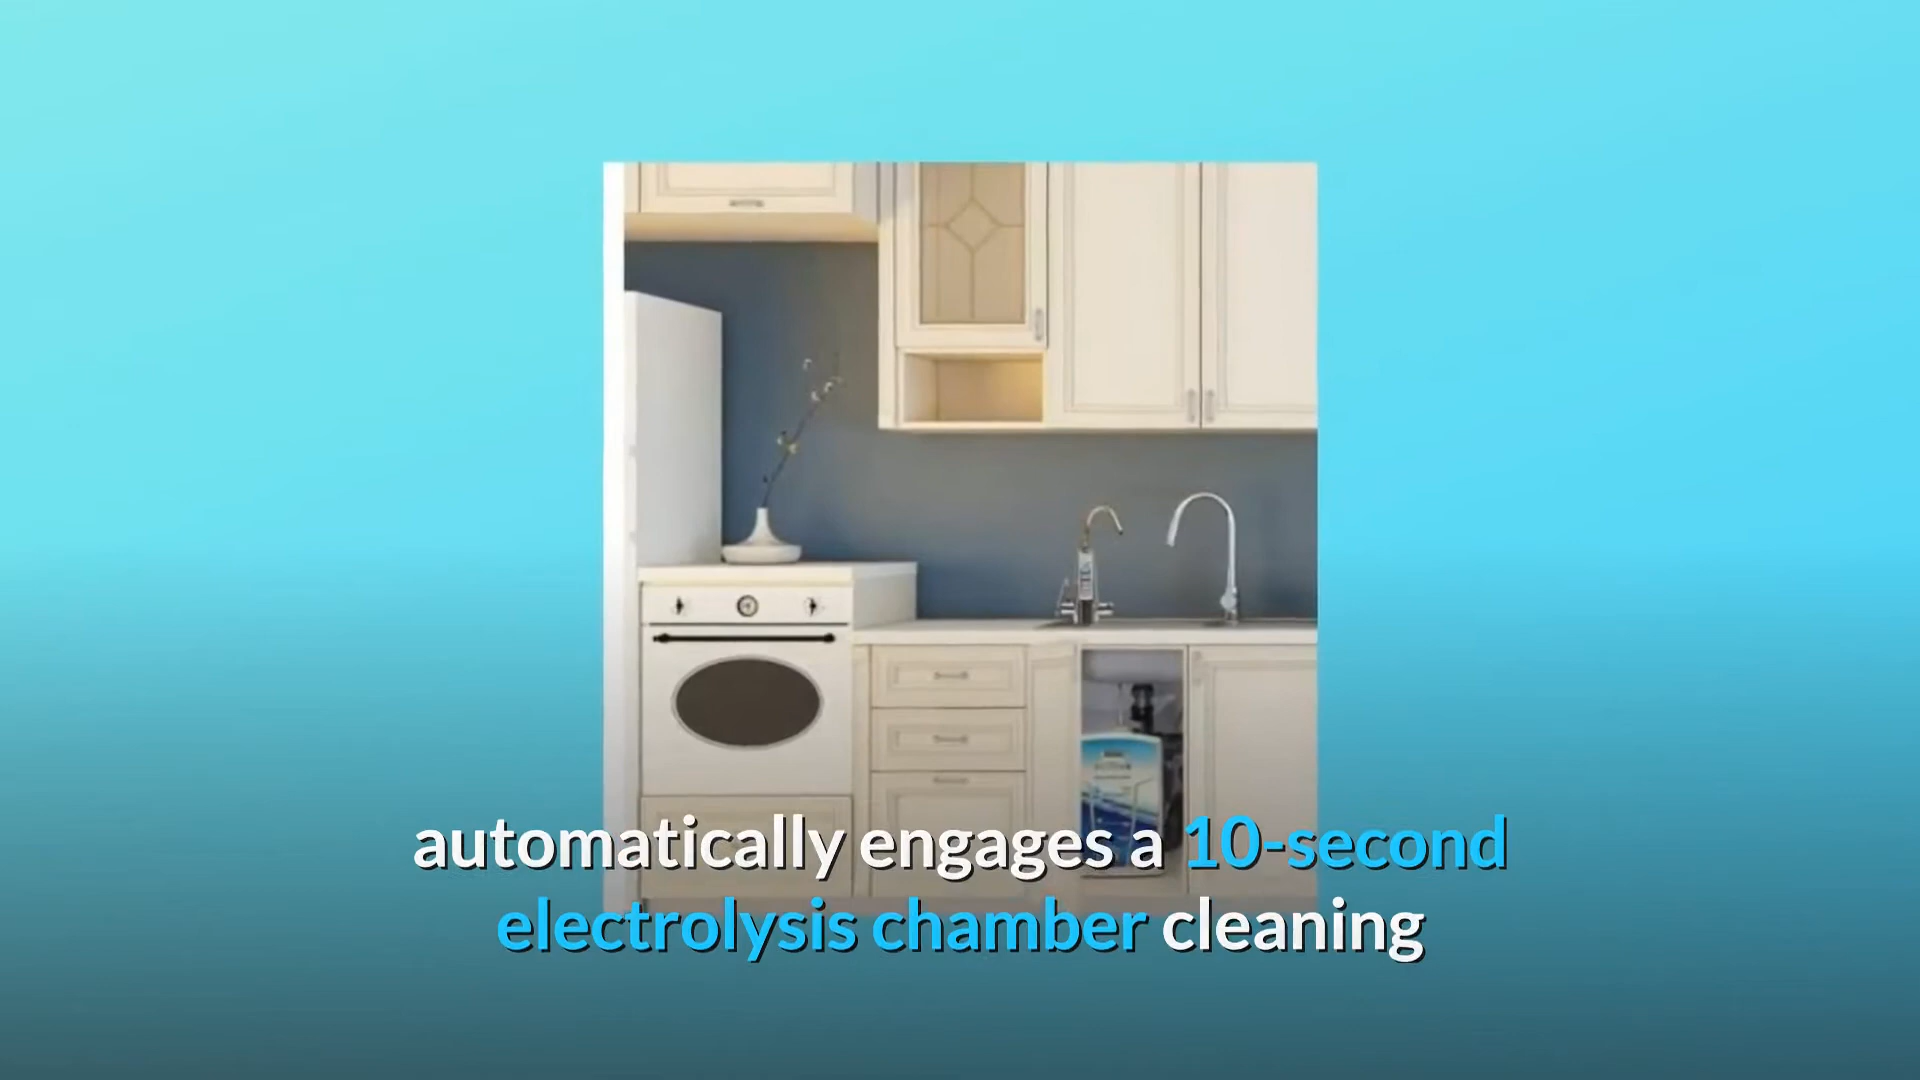 automatically engages a 10-second
electrolysis chamber cleaning